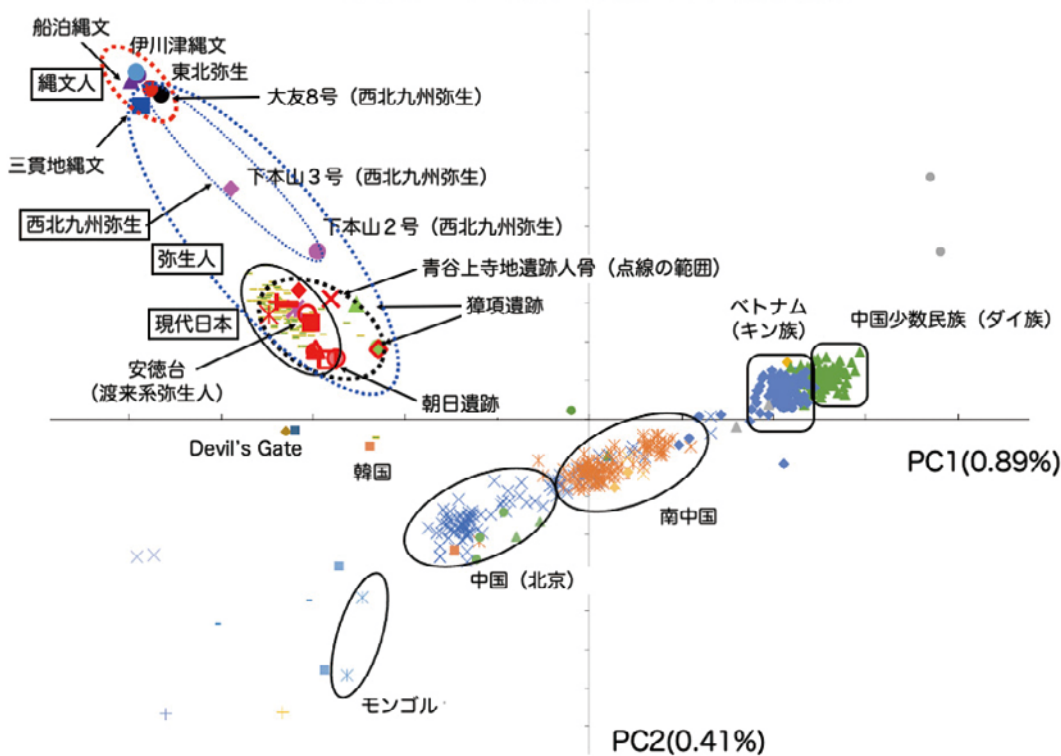 船泊縄文
伊川津縄文
東北弥生
縄文人
大友8号（西北九州弥生）
三貫地縄文
下本山３号（西北九州弥生）
西北九州弥生
下本山２号（西北九州弥生）
弥生人
青谷上寺地遺跡人骨（点線の範囲）
獐項遺跡
現代日本
ベトナム
（キン族）
中国少数民族（ダイ族）
安徳台
（渡来系弥生人）
朝日遺跡
Devil's Gate
韓国
PC1(0.89%)
南中国
中国（北京）
モンゴル
PC2(0.41%)